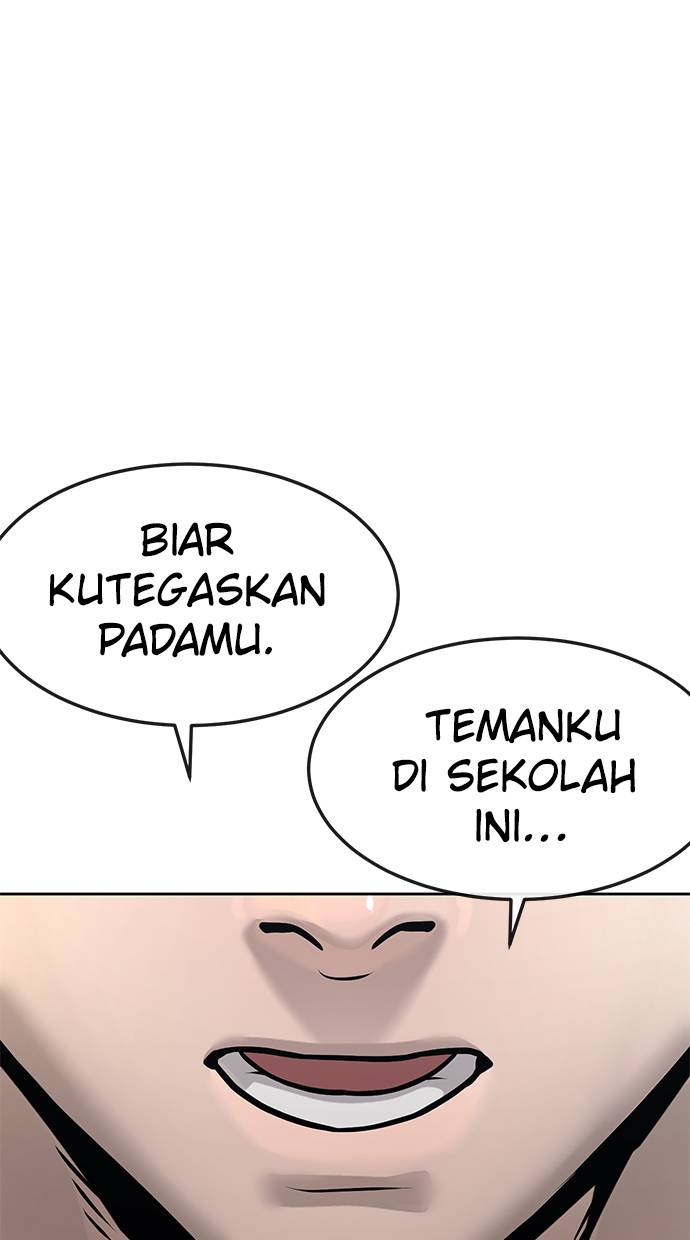 BIAR
KUTEGASKAN
PADAMU.
TEMANKU
DI SEKOLAH
INI...